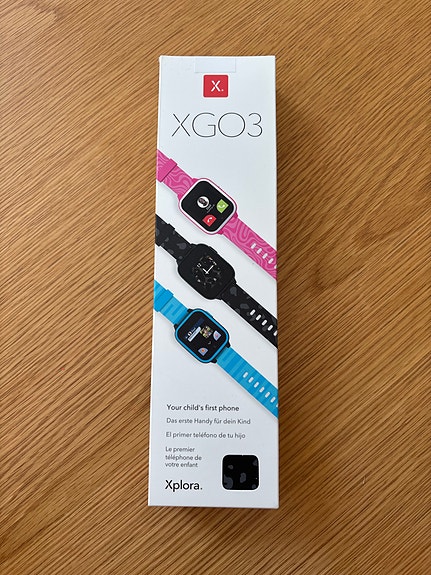 X.
XGO3
Your child's first phone
Das erste Handy für dein Kind
El primer teléfono de tu hijo
Le premier
téléphone de
votre enfant
Xplora.